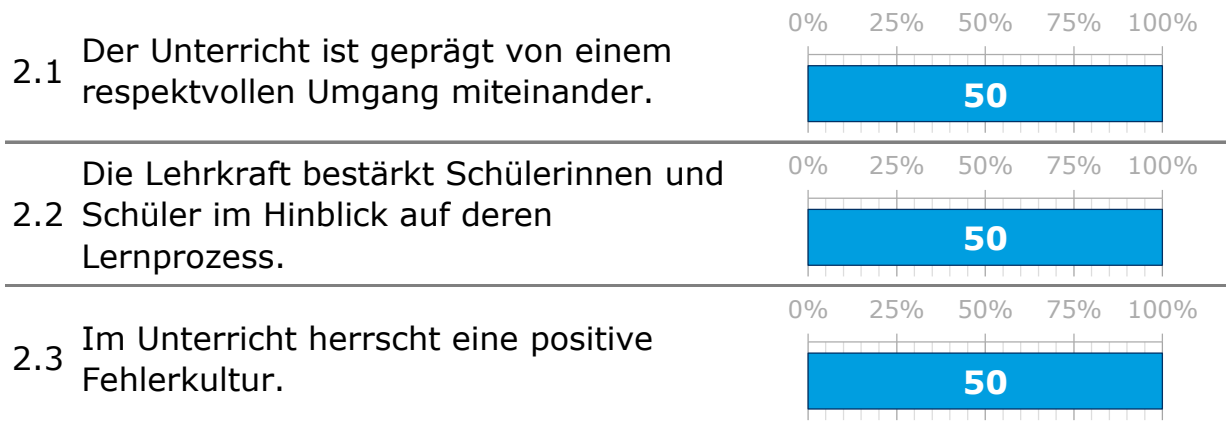 0% 25% 50% 75% 100%
2.1 Der Unterricht ist geprägt von einem
respektvollen Umgang miteinander.
50
0% 25% 50% 75% 100%
Die Lehrkraft bestärkt Schülerinnen und
2.2 Schüler im Hinblick auf deren
Lernprozess.
50
0% 25% 50% 75% 100%
2.3 Im Unterricht herrscht eine positive
Fehlerkultur.
50